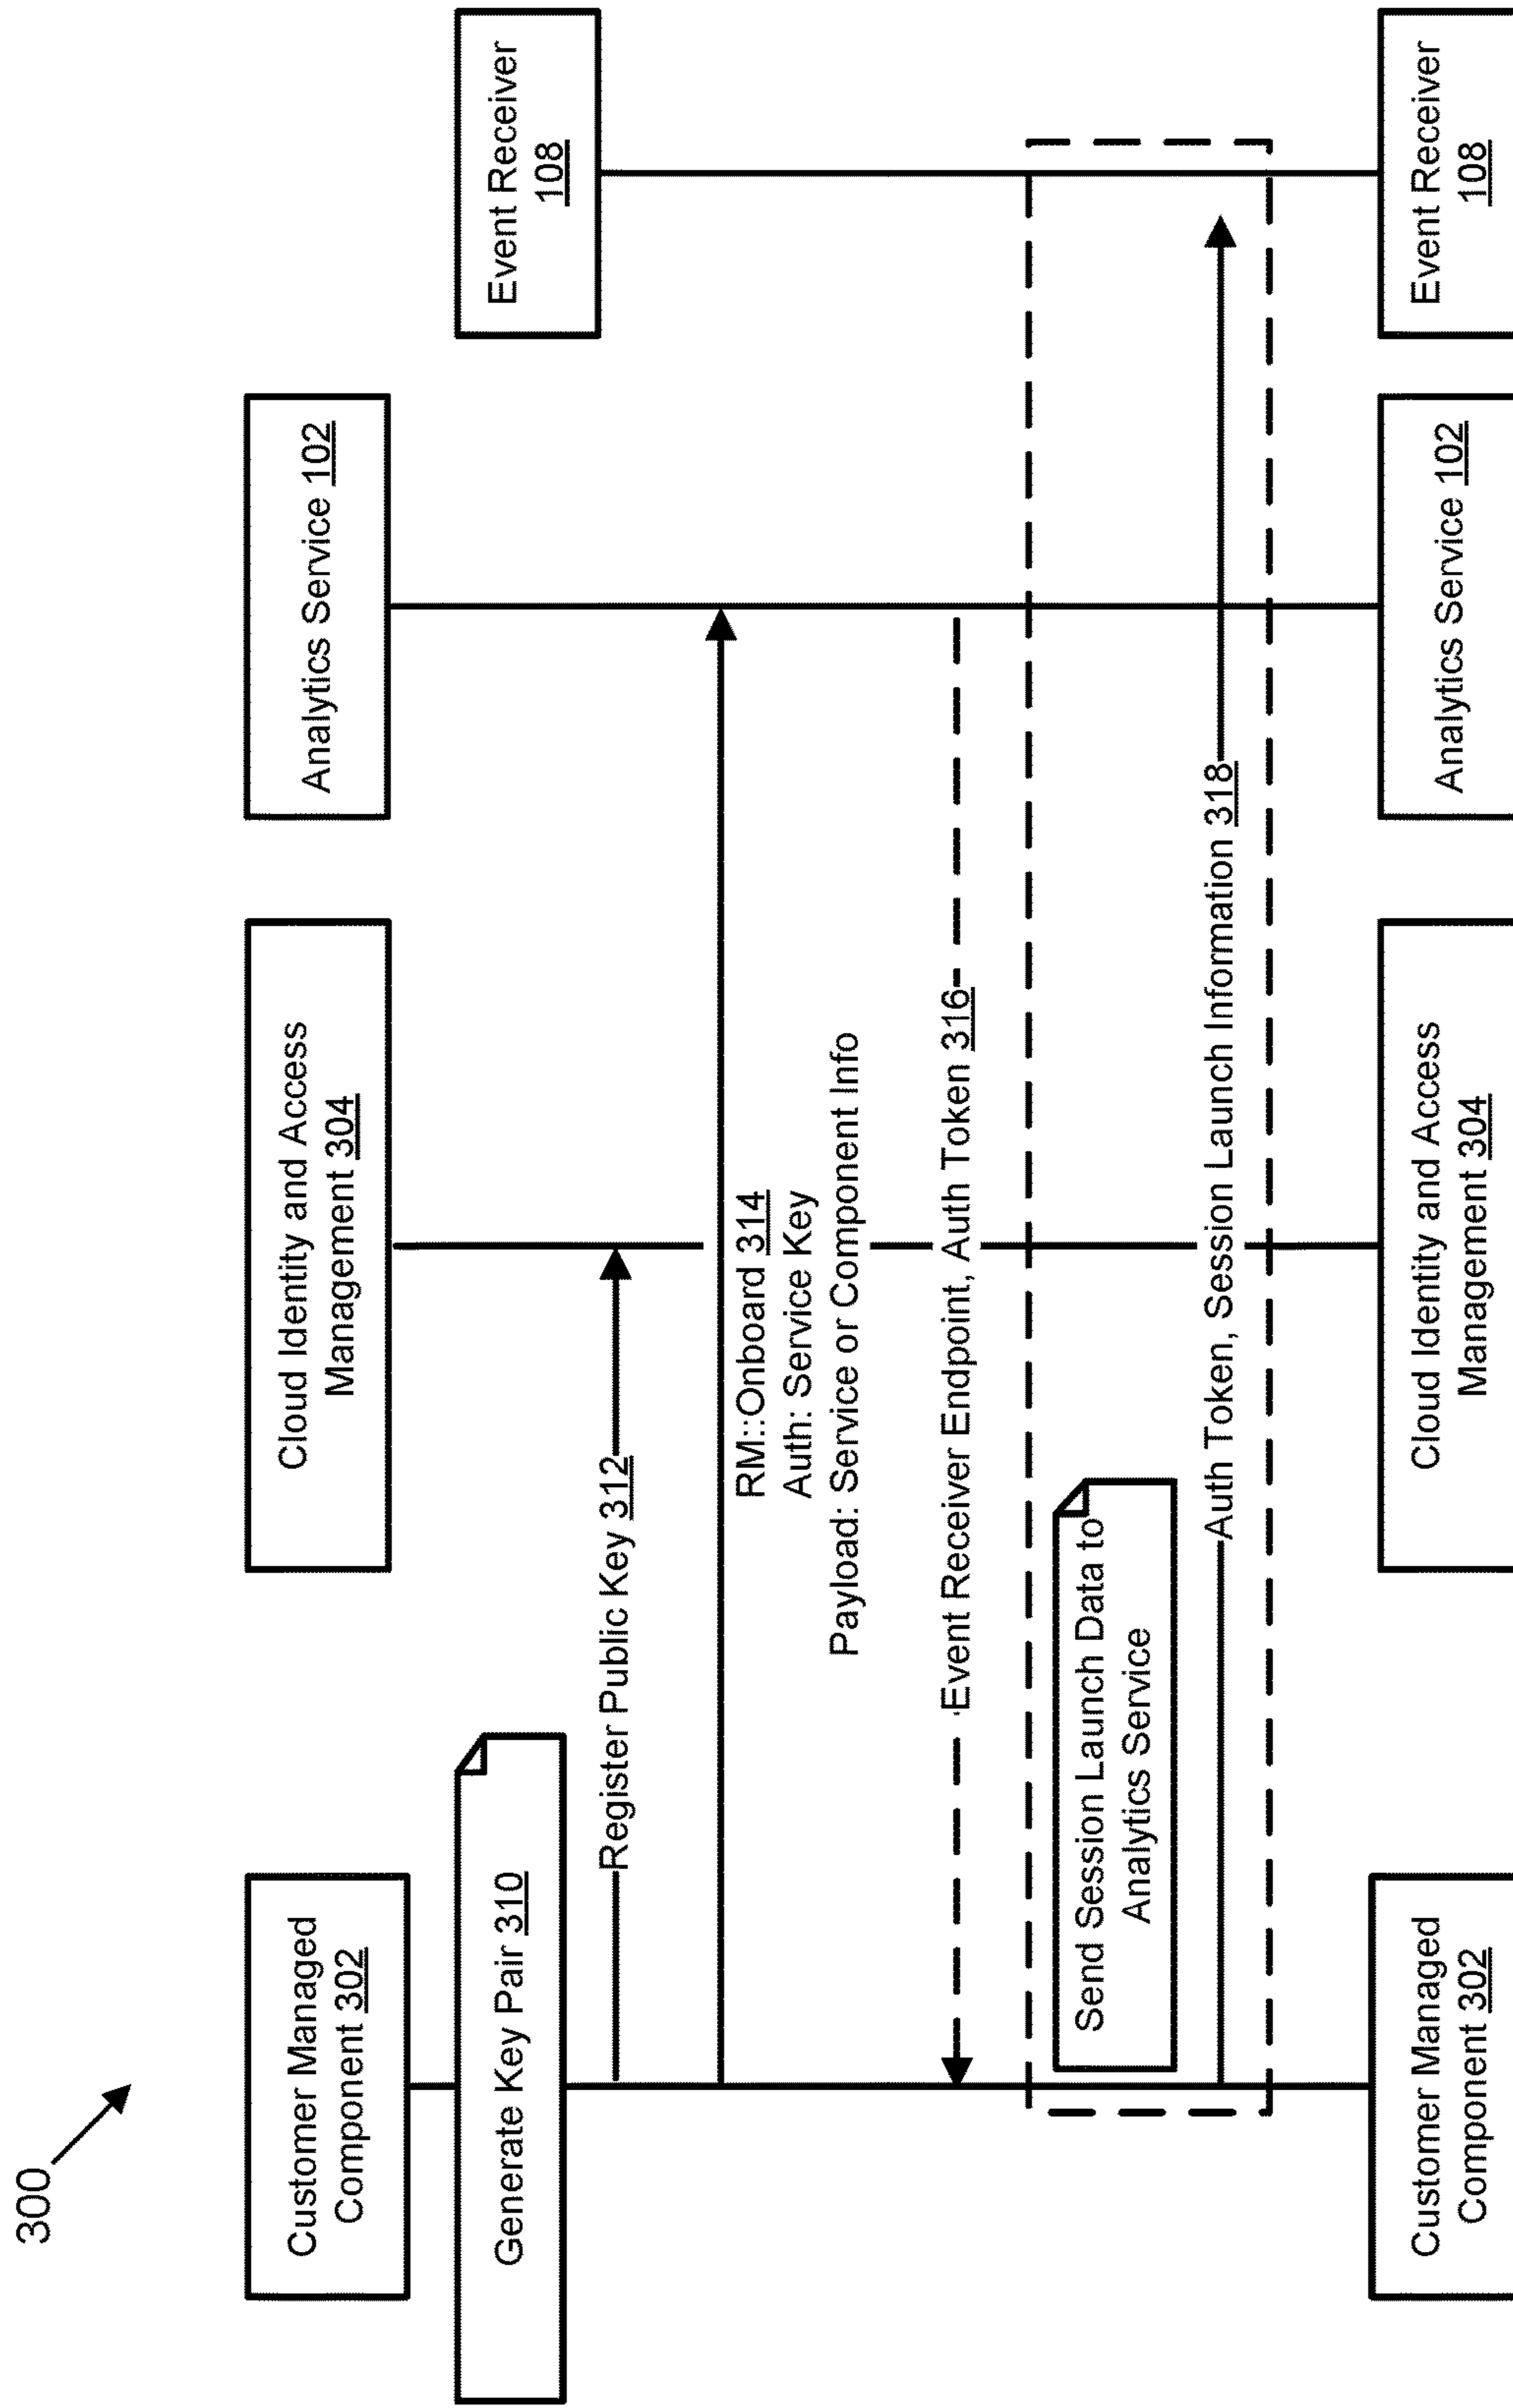 300
Customer Managed
Component 302
Cloud Identity and Access
Management 304
Analytics Service 102
Event Receiver
108
Generate Key Pair 310
Register Public Key 312
RM::Onboard 314
Auth: Service Key
Payload: Service or Component Info
Event Receiver Endpoint, Auth Token 316
Send Session Launch Data to
Analytics Service
Auth Token, Session Launch Information 318
Customer Managed
Component 302
Cloud Identity and Access
Management 304
Analytics Service 102
Event Receiver
108